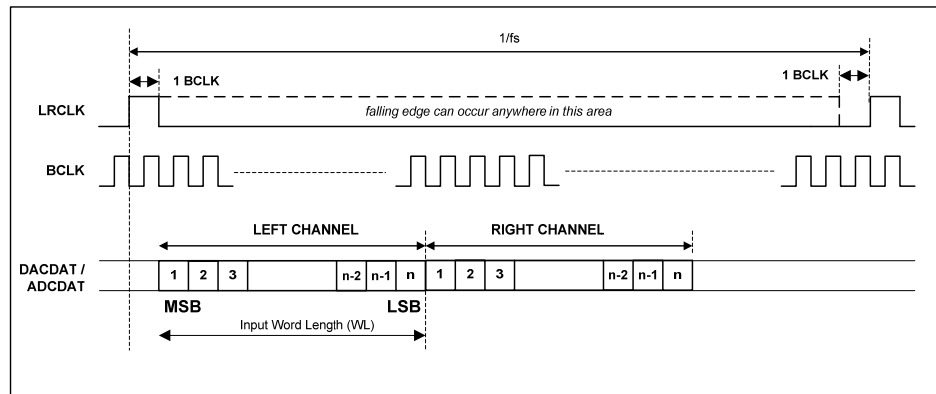 1/fs
1 BCLK
1 BCLK
LRCLK
falling edge can occur anywhere in this area
BCLK
LEFT CHANNEL
RIGHT CHANNEL
DACDAT /
ADCDAT
1 2 3 n-2 n-1 n 1 2 3 n-2 n-1 n
MSB
LSB
Input Word Length (WL)